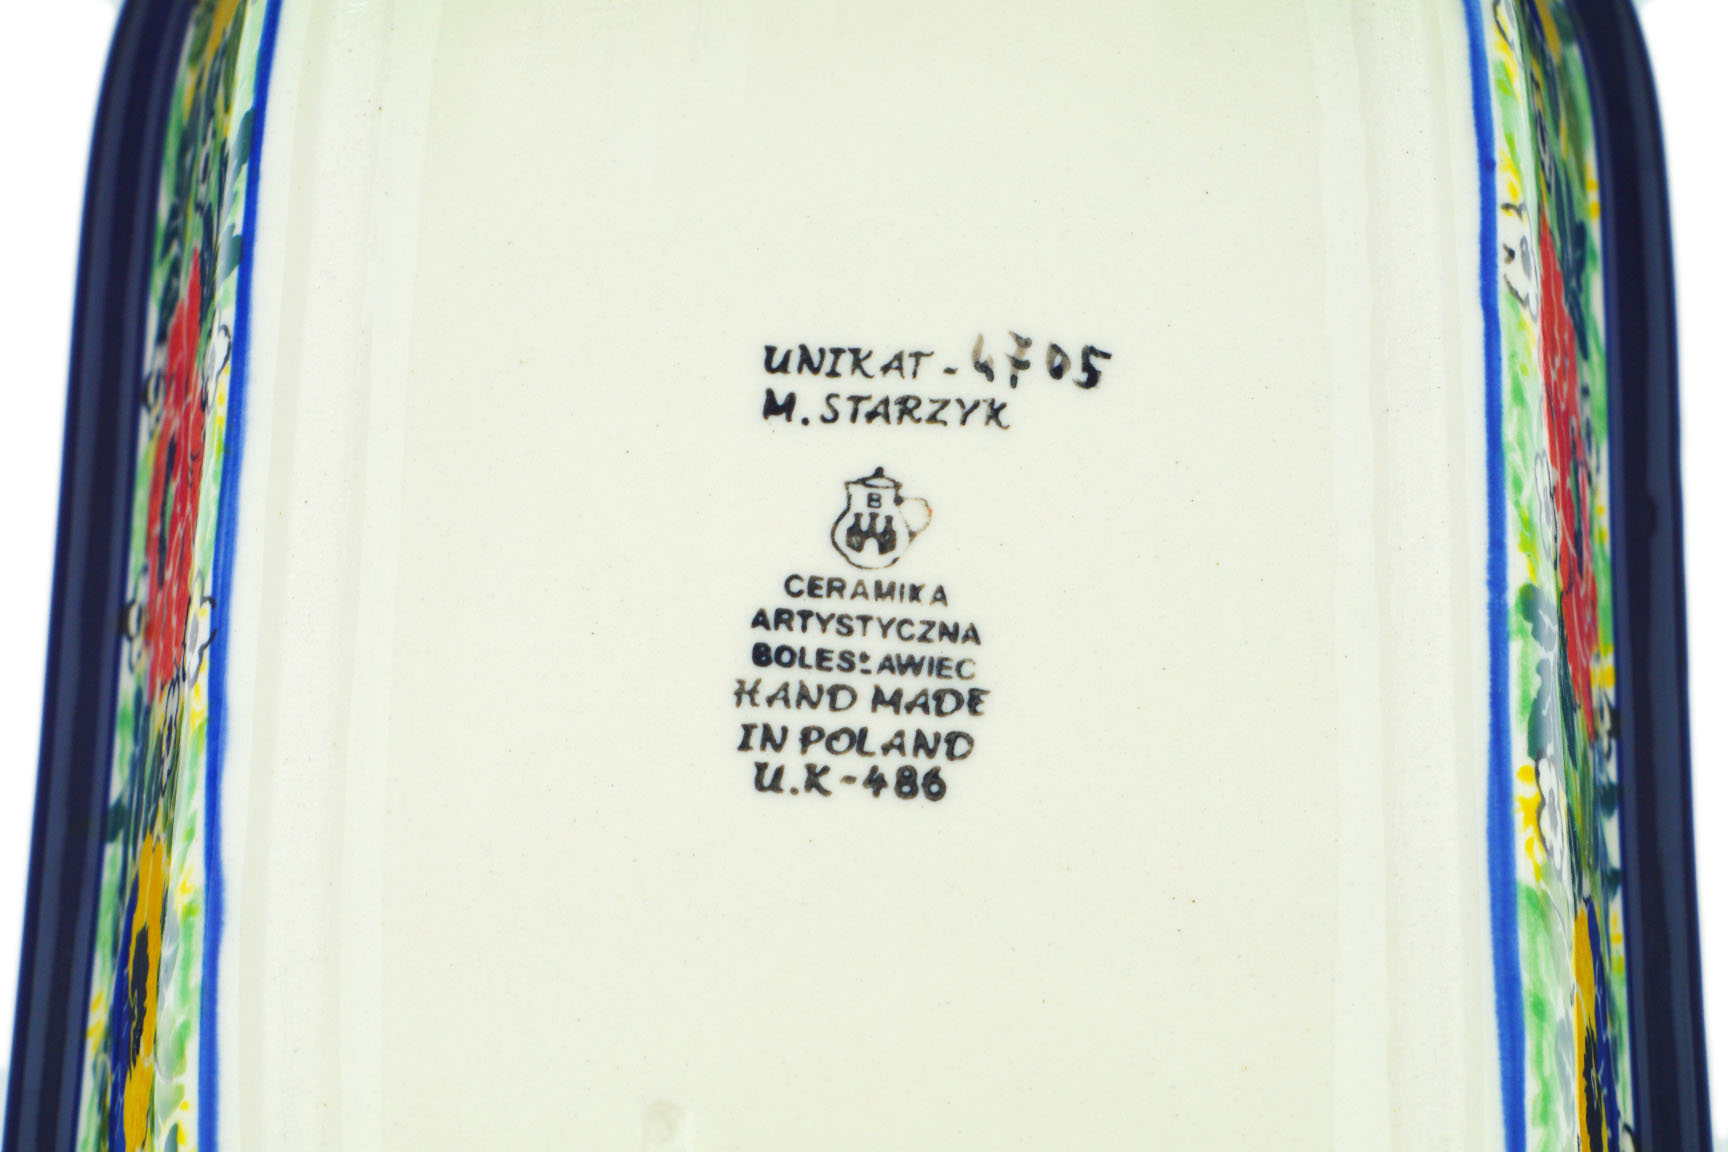 UNIKAT - 4705
M. STARZYK
B
CERAMIKA
ARTYSTYCZNA
BOLESŁAWIEC
HAND MADE
IN POLAND
U.K-486